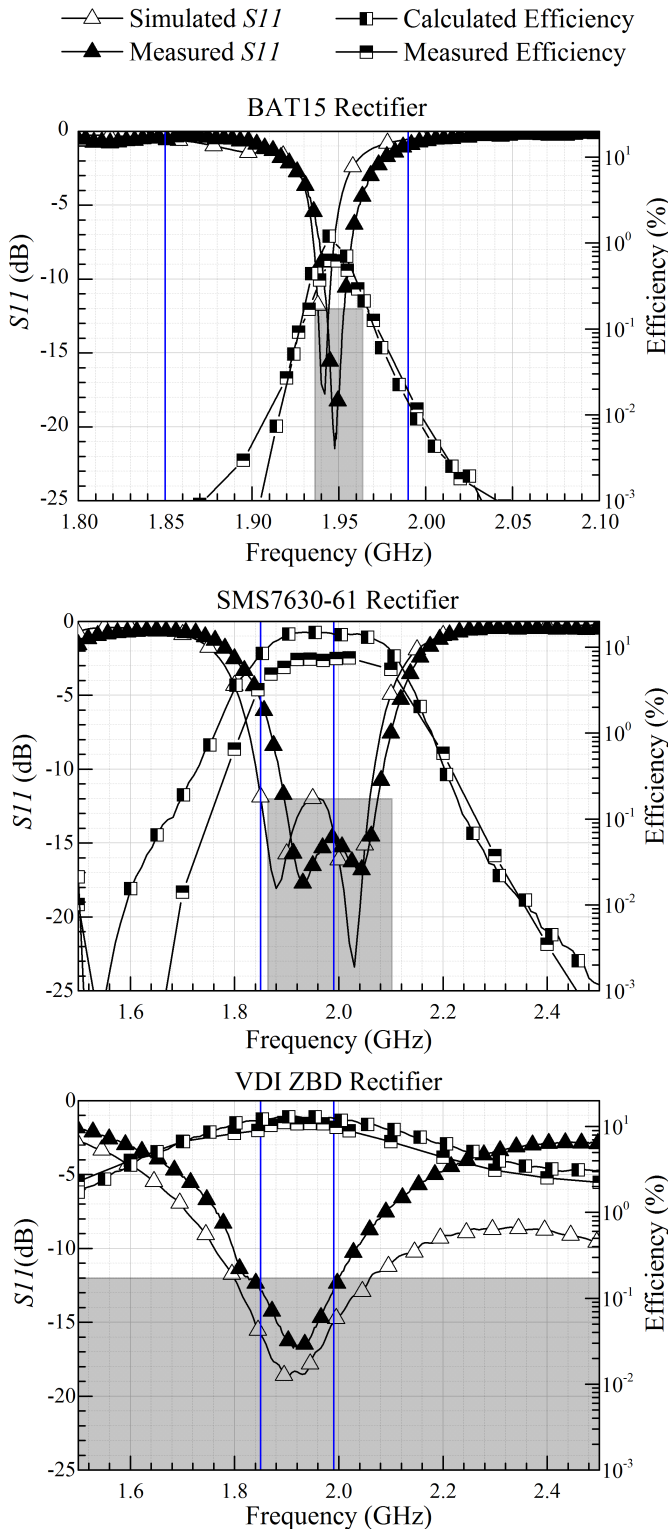 Simulated S11
Calculated Efficiency
Measured S11
Measured Efficiency
BAT15 Rectifier
0
-5
-10
-15
-20
-25
S11 (dB)
10¹
10⁰
10⁻¹
10⁻²
10⁻³
Efficiency (%)
1.80 1.85 1.90 1.95 2.00 2.05 2.10
Frequency (GHz)
SMS7630-61 Rectifier
0
-5
-10
-15
-20
-25
S11 (dB)
10¹
10⁰
10⁻¹
10⁻²
10⁻³
Efficiency (%)
1.6 1.8 2.0 2.2 2.4
Frequency (GHz)
VDI ZBD Rectifier
0
-5
-10
-15
-20
-25
S11(dB)
10¹
10⁰
10⁻¹
10⁻²
10⁻³
Efficiency (%)
1.6 1.8 2.0 2.2 2.4
Frequency (GHz)